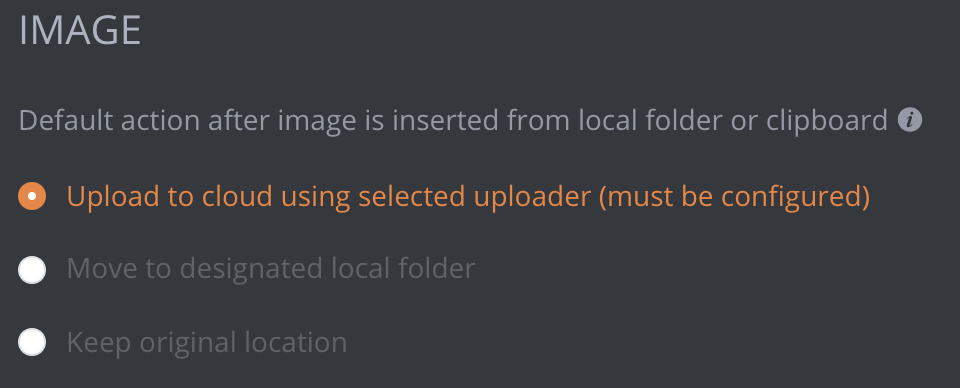 IMAGE
Default action after image is inserted from local folder or clipboard i
Upload to cloud using selected uploader (must be configured)
Move to designated local folder
Keep original location